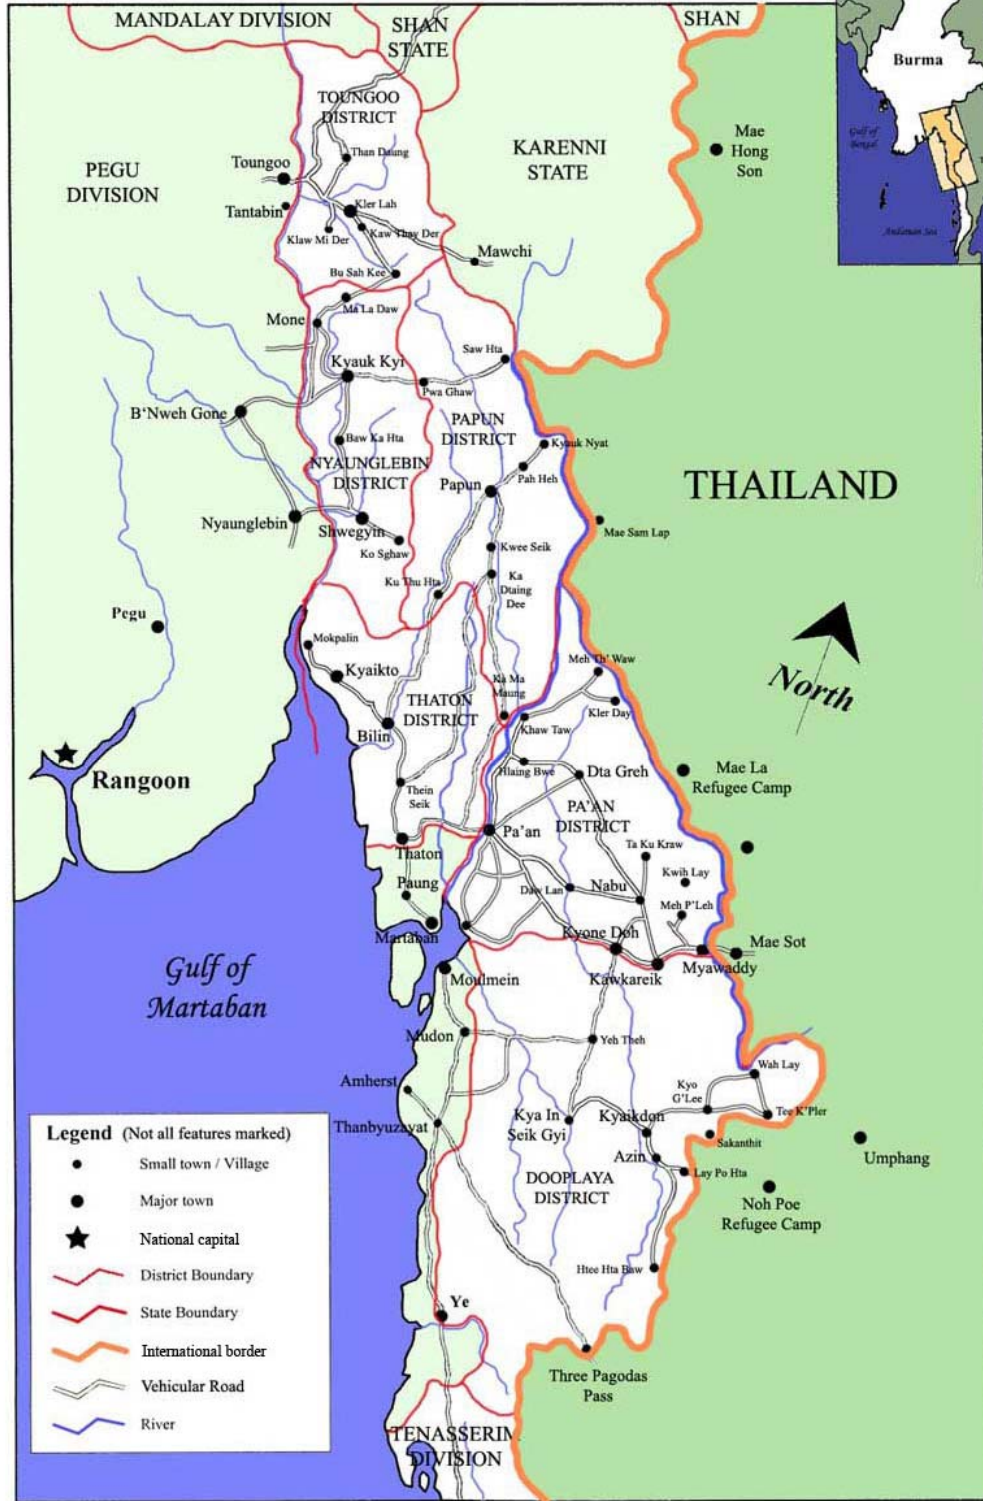 MANDALAY DIVISION
SHAN
STATE
SHAN
Burma
Gulf of
Bengal
Andaman Sea
TOUNGOO
DISTRICT
Mae
Hong
Son
KARENNI
STATE
PEGU
DIVISION
Than Daung
Toungoo
Tantabin
Kler Lah
Klaw Mi Der
Kaw Thay Der
Mawchi
Bu Sah Kee
Ma La Daw
Mone
Saw Hta
Kyauk Kyi
Pwa Ghaw
B'Nweh Gone
PAPUN
DISTRICT
Baw Ka Hta
Kyauk Nyat
NYAUNGLEBIN
DISTRICT
Pah Heh
Papun
THAILAND
Nyaunglebin
Shwegyin
Mae Sam Lap
Ko Sghaw
Kwee Seik
Ku Thu Hta
Ka
Dtaing
Dee
Pegu
Mokpalin
Kyaikto
Meh Th' Waw
North
Ka Ma
Maung
Kler Day
THATON
DISTRICT
Bilin
Khaw Taw
Rangoon
Hlaing Bwe
Dta Greh
Mae La
Refugee Camp
Thein
Seik
PA'AN
DISTRICT
Pa'an
Thaton
Ta Ku Kraw
Kwih Lay
Paung
Daw Lan
Nabu
Meh P'Leh
Martaban
Kyone Doh
Mae Sot
Myawaddy
Kawkareik
Gulf of
Martaban
Moulmein
Mudon
Yeh Theh
Wah Lay
Amherst
Kyo
G'Lee
Tee K'Pler
Thanbyuzayat
Kya In
Seik Gyi
Kyaikdon
Sakanthit
Umphang
Azin
Lay Po Hta
DOOPLAYA
DISTRICT
Noh Poe
Refugee Camp
Htee Hta Baw
Ye
Three Pagodas
Pass
TENASSERIM
DIVISION
Legend (Not all features marked)
Small town / Village
Major town
National capital
District Boundary
State Boundary
International border
Vehicular Road
River